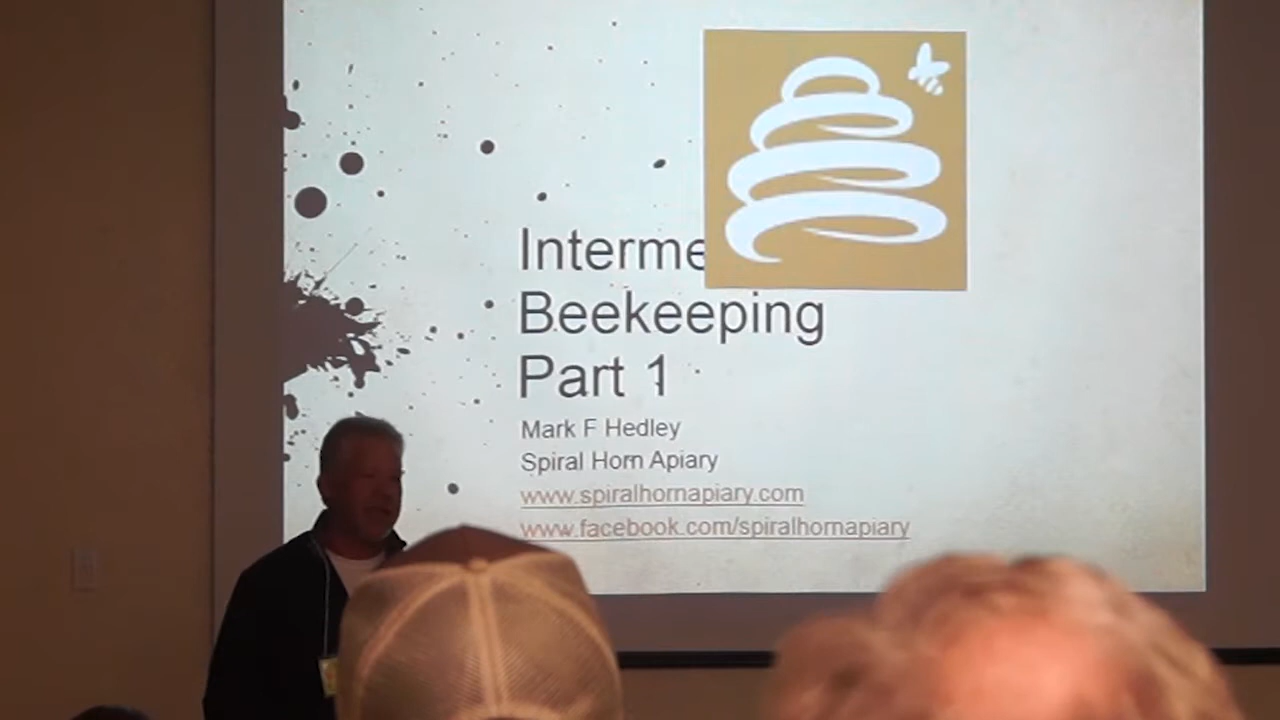 Interme
Beekeeping
Part 1
Mark F Hedley
Spiral Horn Apiary
www.spiralhornapiary.com
www.facebook.com/spiralhornapiary